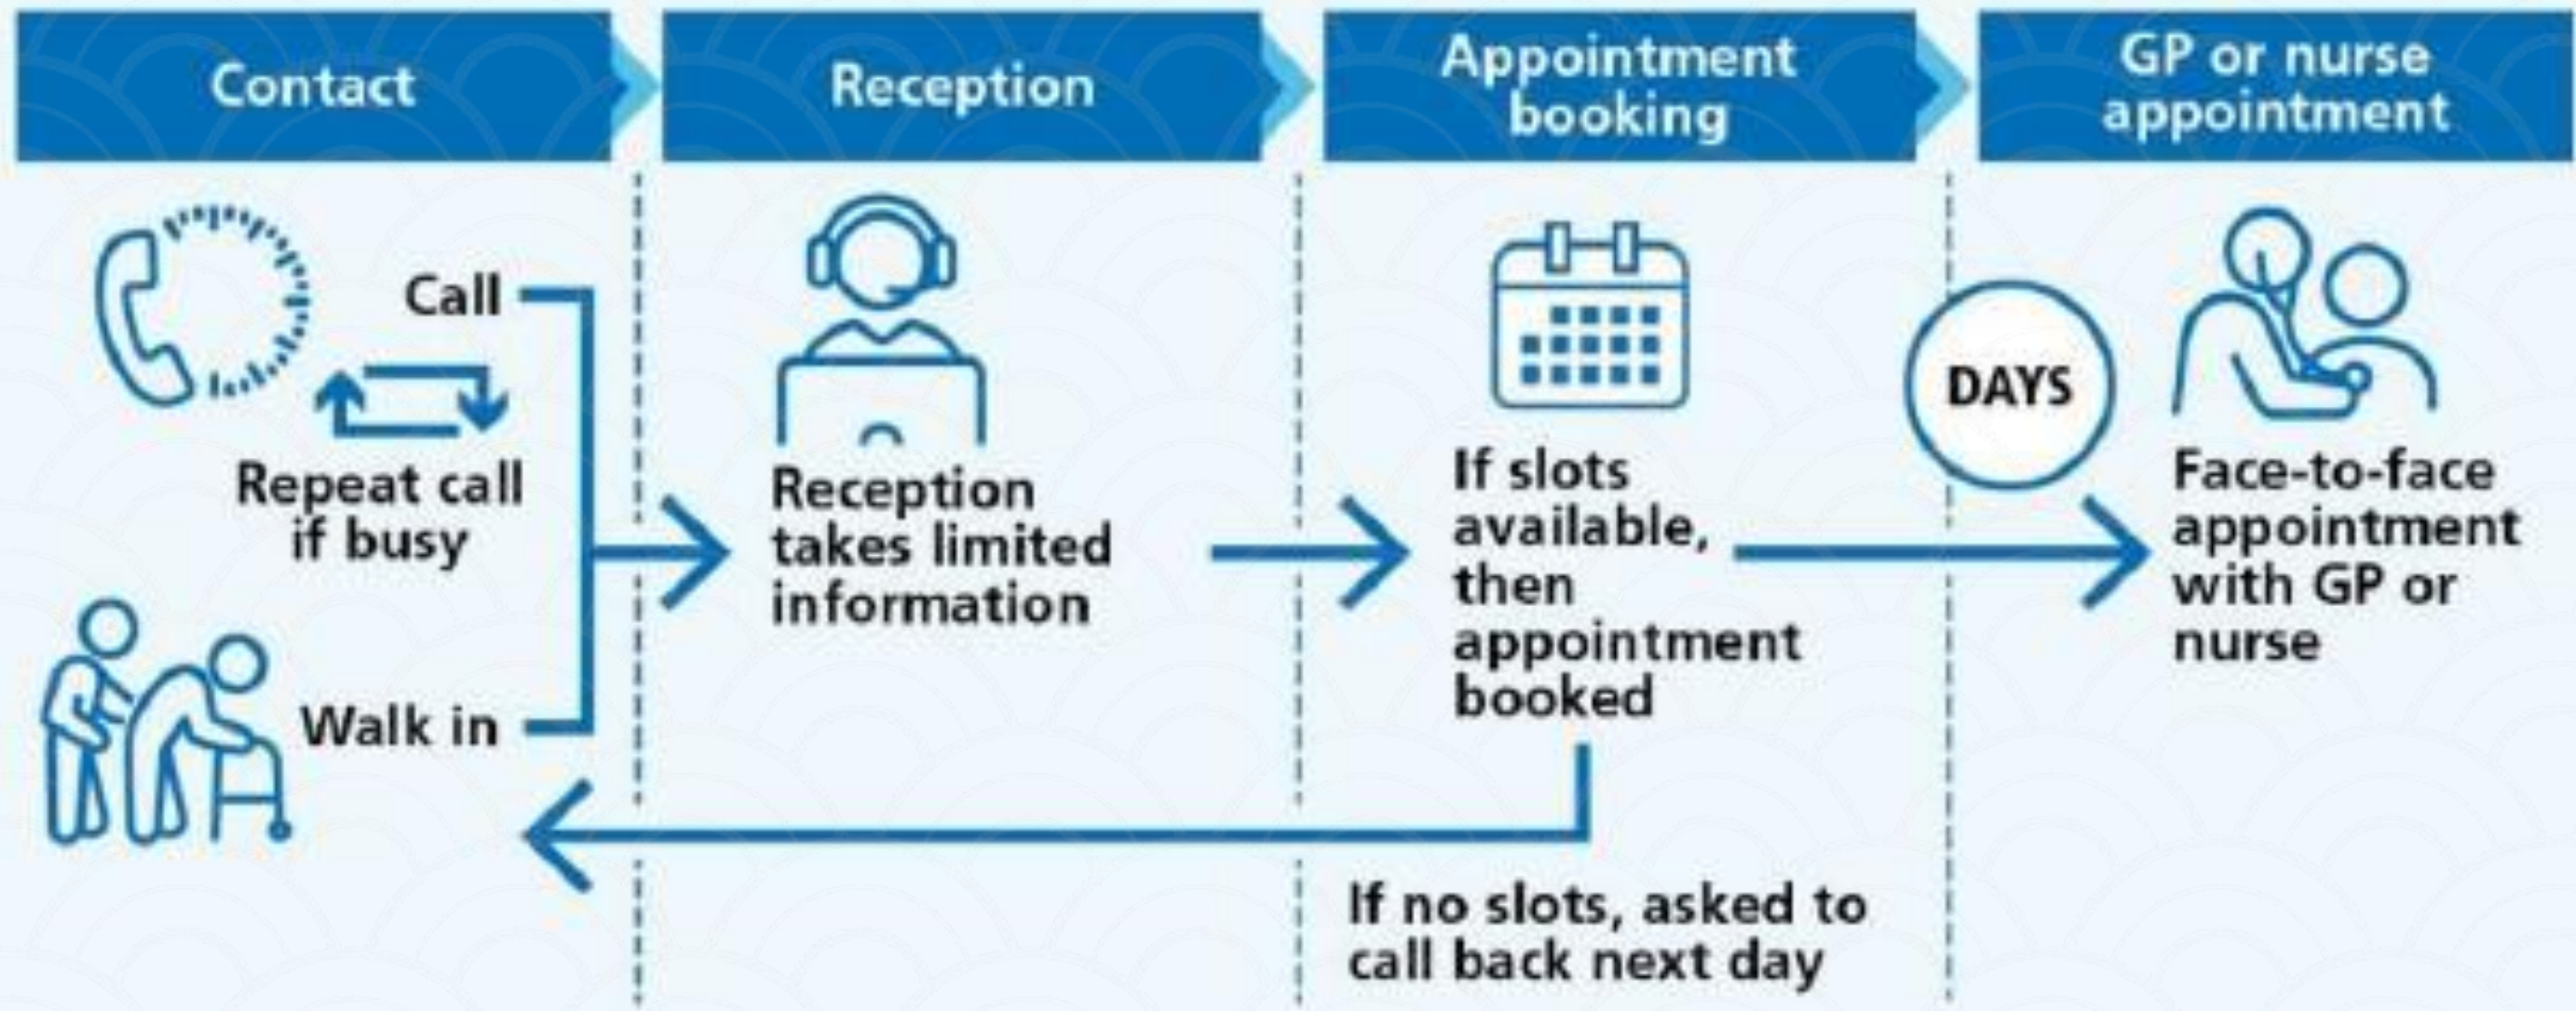 Contact
Reception
Appointment
booking
GP or nurse
appointment
Call
Repeat call
if busy
Walk in
Reception
takes limited
information
If slots
available,
then
appointment
booked
If no slots, asked to
call back next day
DAYS
Face-to-face
appointment
with GP or
nurse